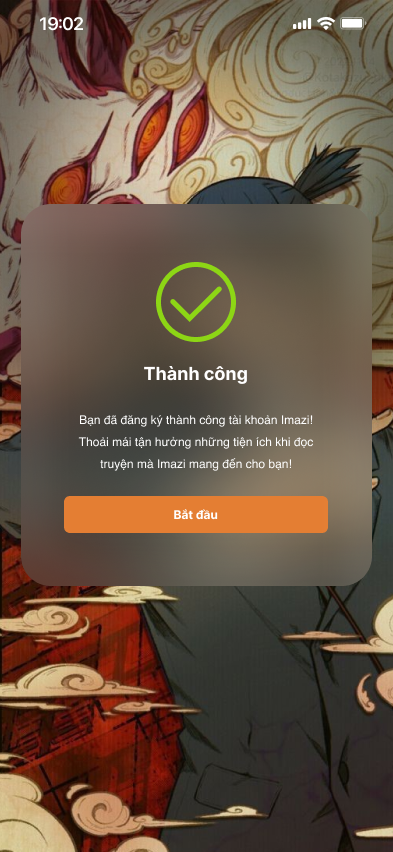 19:02
Thành công
Bạn đã đăng ký thành công tài khoản Imazi!
Thoải mái tận hưởng những tiện ích khi đọc
truyện mà Imazi mang đến cho bạn!
Bắt đầu